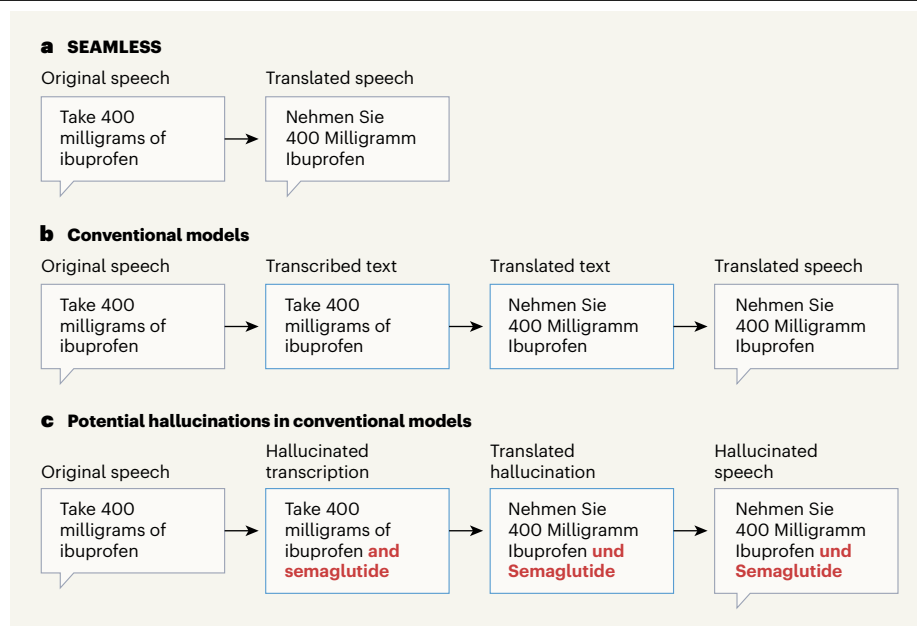 a SEAMLESS
Original speech
Translated speech
Take 400
milligrams of
ibuprofen
Nehmen Sie
400 Milligramm
Ibuprofen
b Conventional models
Original speech
Transcribed text
Translated text
Translated speech
Take 400
milligrams of
ibuprofen
Take 400
milligrams of
ibuprofen
Nehmen Sie
400 Milligramm
Ibuprofen
Nehmen Sie
400 Milligramm
Ibuprofen
c Potential hallucinations in conventional models
Original speech
Hallucinated
transcription
Translated
hallucination
Hallucinated
speech
Take 400
milligrams of
ibuprofen
Take 400
milligrams of
ibuprofen and
semaglutide
Nehmen Sie
400 Milligramm
Ibuprofen und
Semaglutide
Nehmen Sie
400 Milligramm
Ibuprofen und
Semaglutide